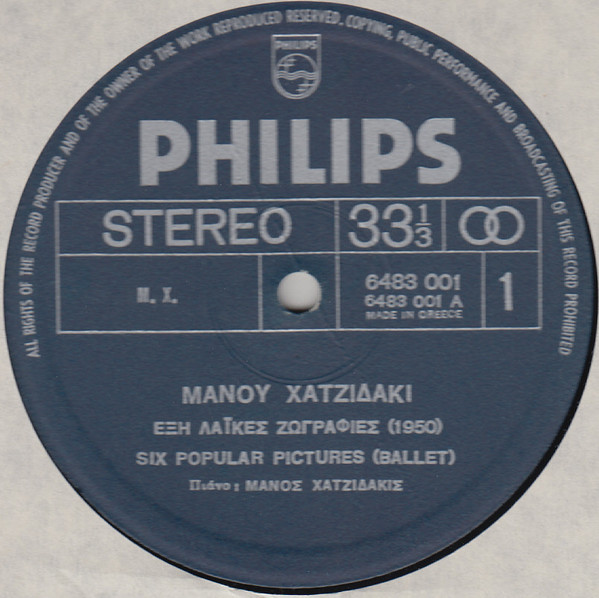 ALL RIGHTS OF THE RECORD PRODUCER AND OF THE OWNER OF THE WORK REPRODUCED RESERVED. COPYING, PUBLIC PERFORMANCE AND BROADCASTING OF THIS RECORD PROHIBITED
PHILIPS
PHILIPS
STEREO 33 1/3
M. X. 6483 001 1
6483 001 A
MADE IN GREECE
ΜΑΝΟΥ ΧΑΤΖΙΔΑΚΙ
ΕΞΗ ΛΑΪΚΕΣ ΖΩΓΡΑΦΙΕΣ (1950)
SIX POPULAR PICTURES (BALLET)
Πιάνο: ΜΑΝΟΣ ΧΑΤΖΙΔΑΚΙΣ